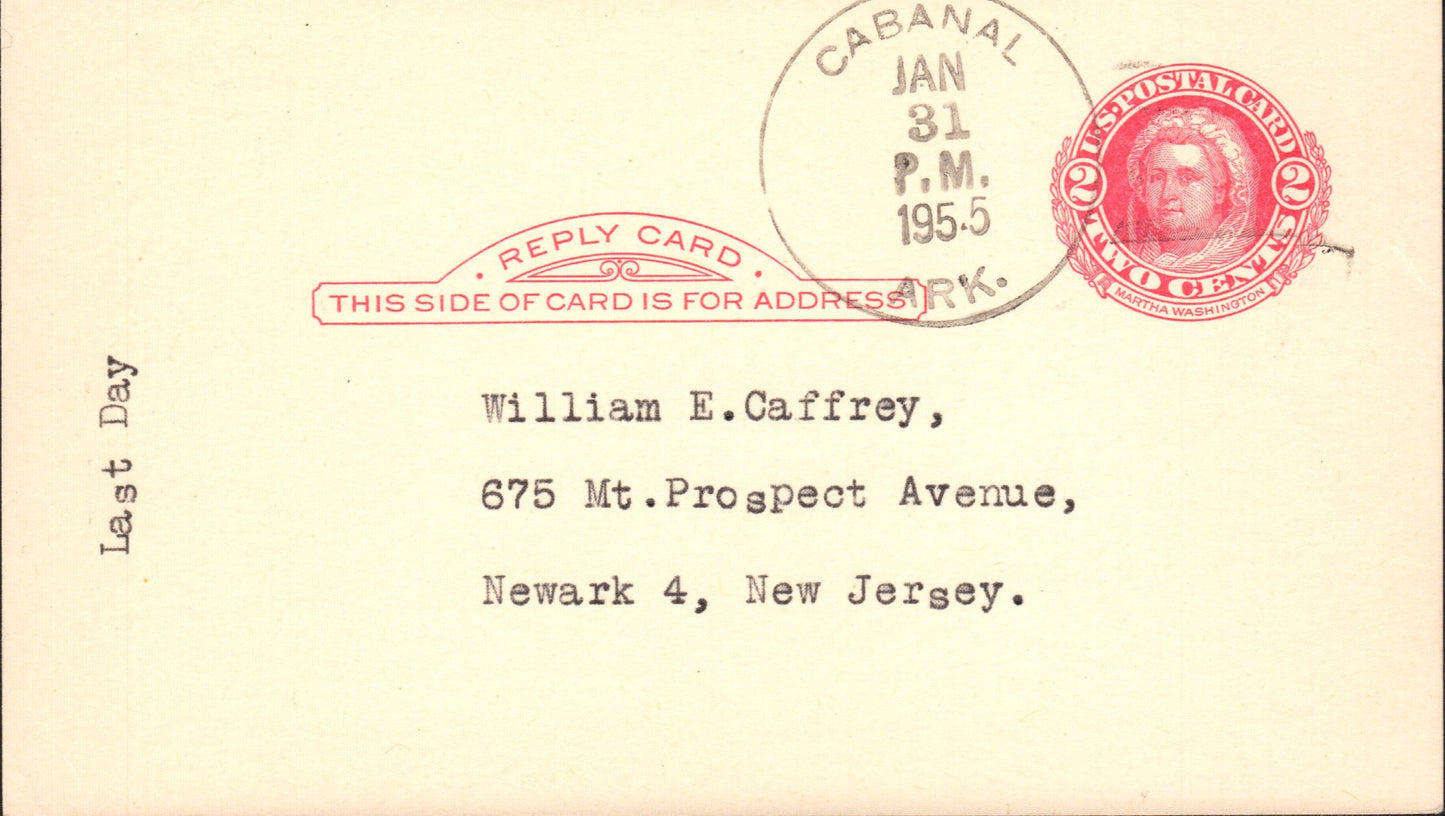 CABANAL
JAN
31
P.M.
1955
ARK.
U.S. POSTAL CARD
2 2
TWO CENTS
MARTHA WASHINGTON
· REPLY CARD ·
THIS SIDE OF CARD IS FOR ADDRESS
Last Day
William E.Caffrey,
675 Mt.Prospect Avenue,
Newark 4, New Jersey.